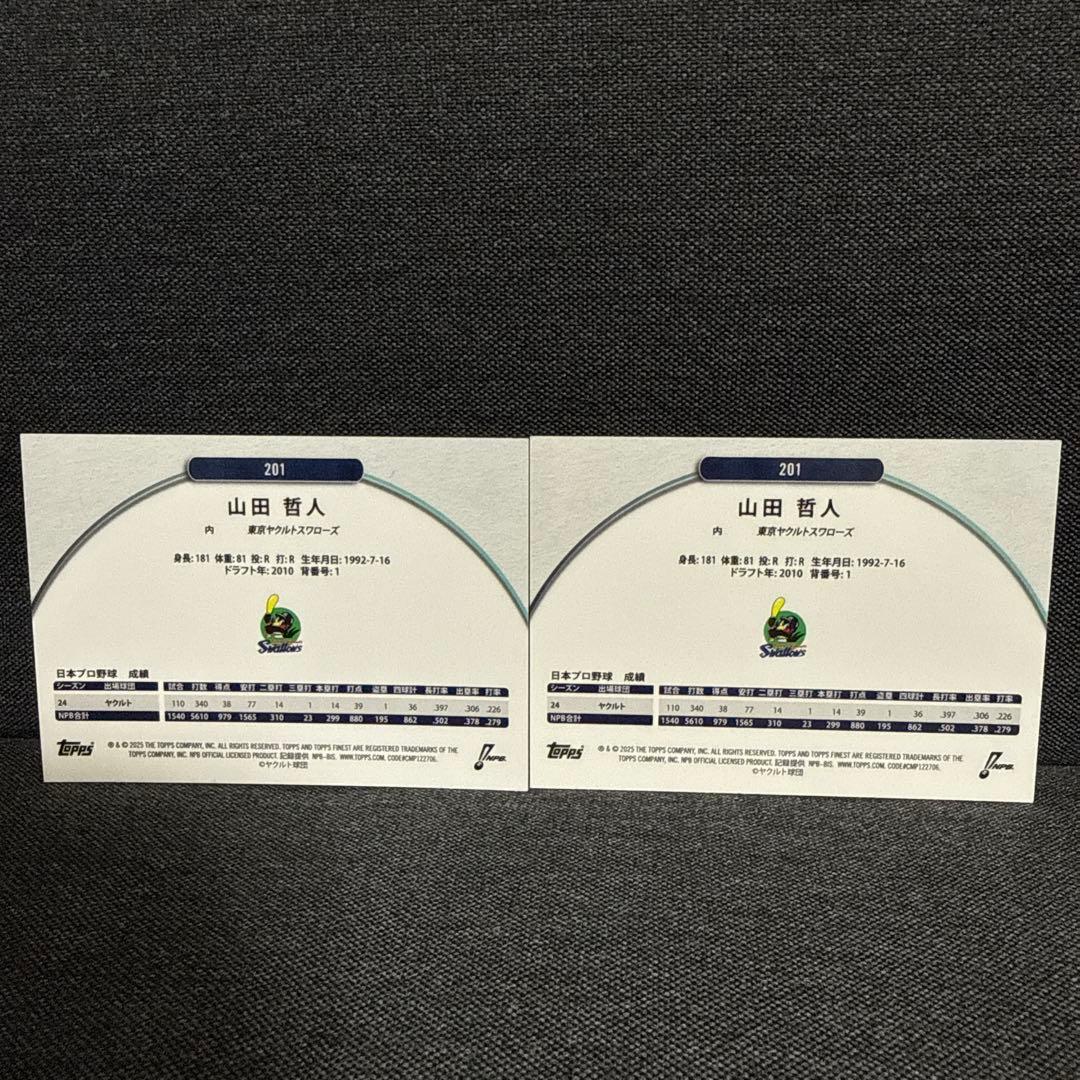 201
山田 哲人
内 東京ヤクルトスワローズ
身長: 181 体重: 81 投: R 打: R 生年月日: 1992-7-16
ドラフト年: 2010 背番号: 1
Swallows
日本プロ野球 成績
シーズン 出場球団 試合 打数 得点 安打 二塁打 三塁打 本塁打 打点 盗塁 四球計 長打率 出塁率 打率
24 ヤクルト 110 340 38 77 14 1 14 39 1 36 .397 .306 .226
NPB合計 1540 5610 979 1565 310 23 299 880 195 862 .502 .378 .279
Topps
® & © 2025 THE TOPPS COMPANY, INC. ALL RIGHTS RESERVED. TOPPS AND TOPPS FINEST ARE REGISTERED TRADEMARKS OF THE
TOPPS COMPANY, INC. NPB OFFICIAL LICENSED PRODUCT. 記録提供 NPB-BIS. WWW.TOPPS.COM. CODE#CMP122706.
©ヤクルト球団
NPB
201
山田 哲人
内 東京ヤクルトスワローズ
身長: 181 体重: 81 投: R 打: R 生年月日: 1992-7-16
ドラフト年: 2010 背番号: 1
Swallows
日本プロ野球 成績
シーズン 出場球団 試合 打数 得点 安打 二塁打 三塁打 本塁打 打点 盗塁 四球計 長打率 出塁率 打率
24 ヤクルト 110 340 38 77 14 1 14 39 1 36 .397 .306 .226
NPB合計 1540 5610 979 1565 310 23 299 880 195 862 .502 .378 .279
Topps
® & © 2025 THE TOPPS COMPANY, INC. ALL RIGHTS RESERVED. TOPPS AND TOPPS FINEST ARE REGISTERED TRADEMARKS OF THE
TOPPS COMPANY, INC. NPB OFFICIAL LICENSED PRODUCT. 記録提供 NPB-BIS. WWW.TOPPS.COM. CODE#CMP122706.
©ヤクルト球団
NPB